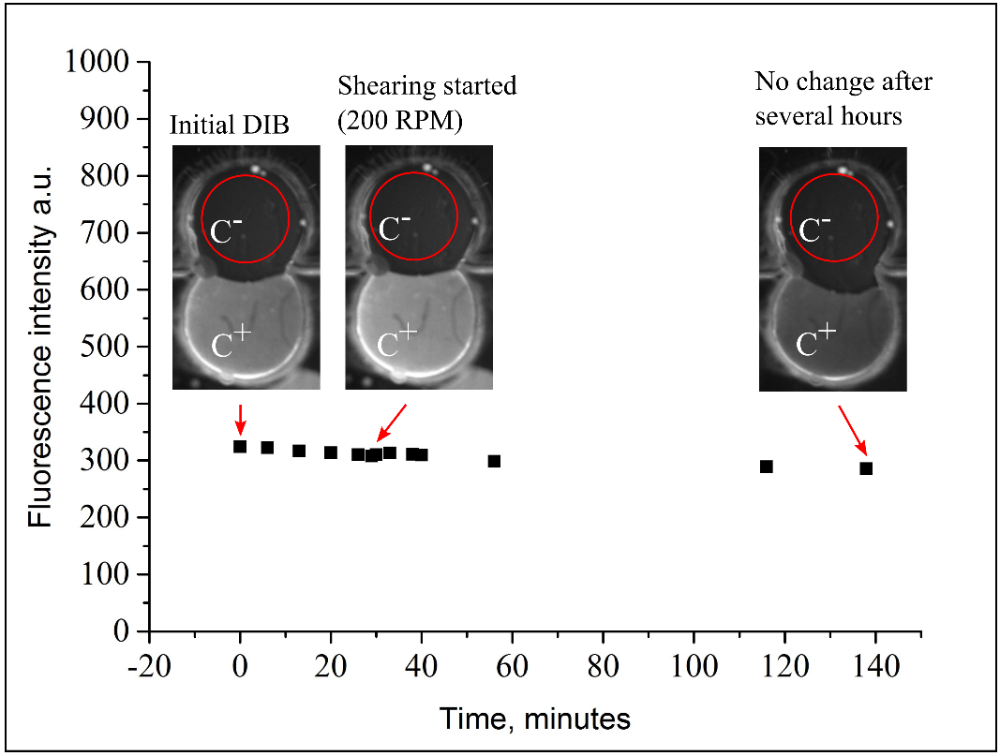 1000
900
800
700
600
500
400
300
200
100
0
Fluorescence intensity a.u.
Initial DIB
Shearing started
(200 RPM)
No change after
several hours
C-
C+
C-
C+
C-
C+
-20
0
20
40
60
80
100
120
140
Time, minutes